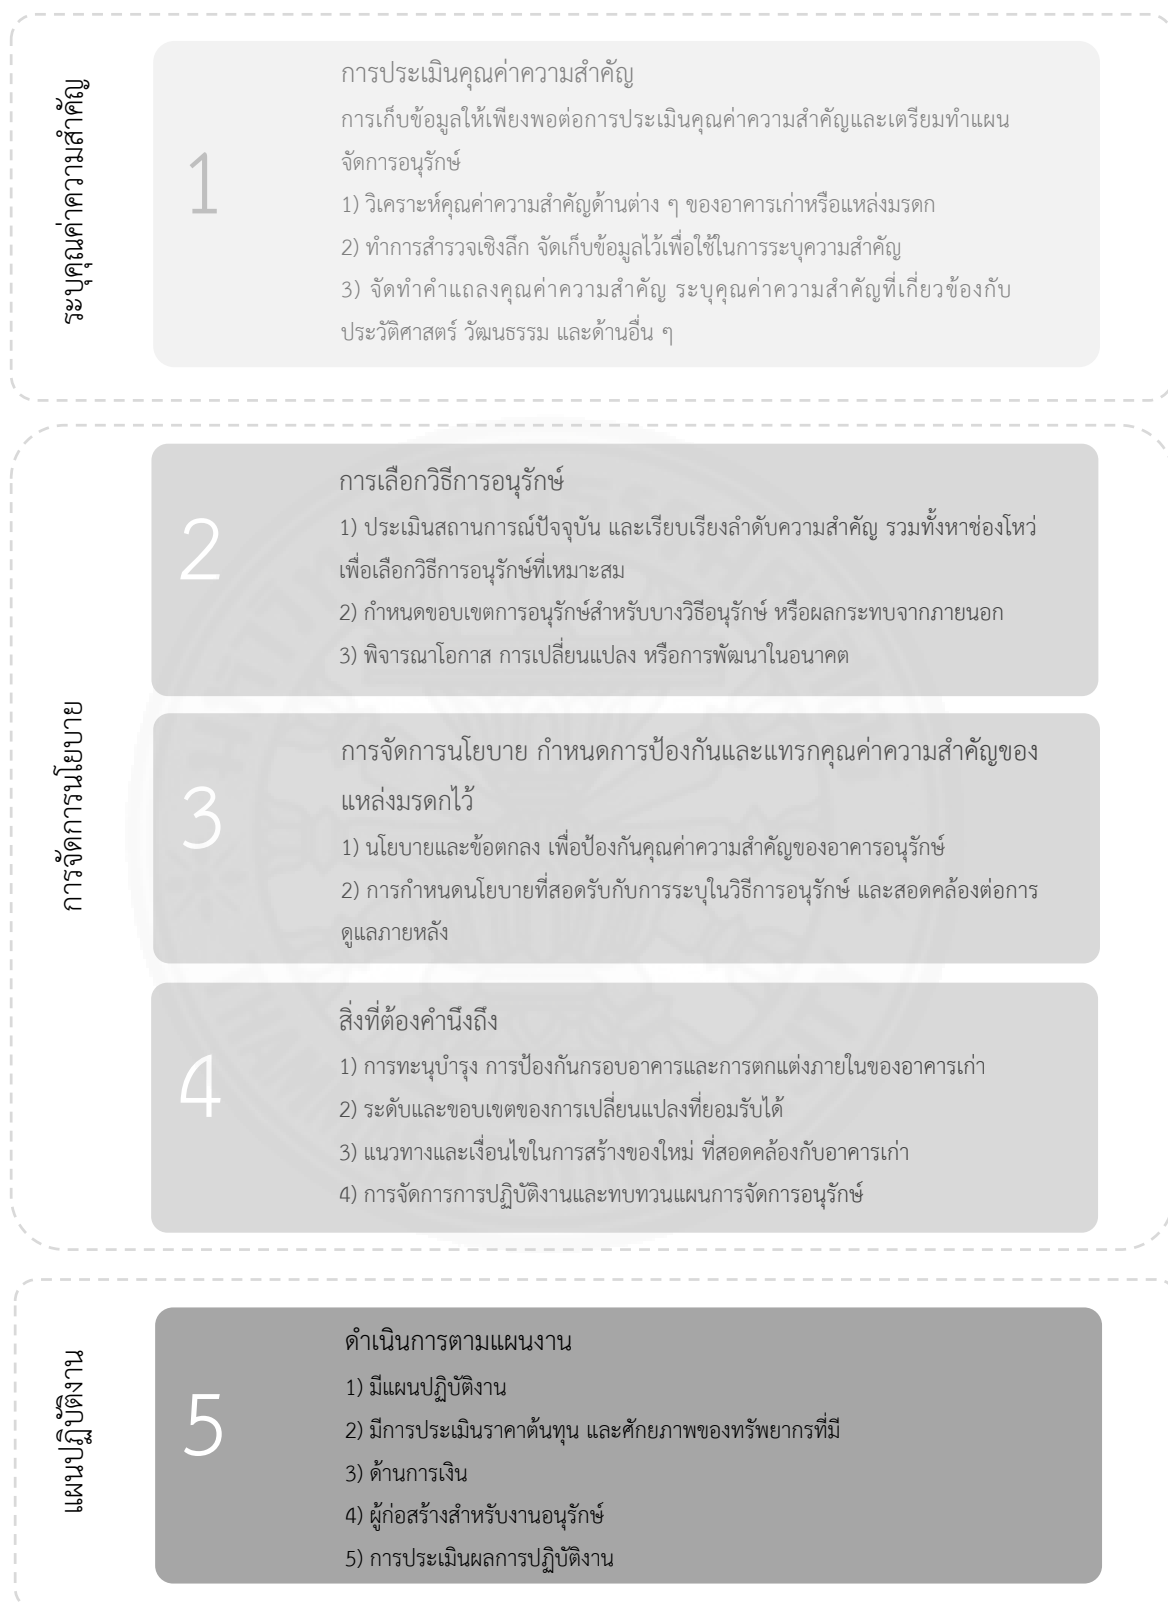 ระบุคุณค่าความสำคัญ
1
การประเมินคุณค่าความสำคัญ
การเก็บข้อมูลให้เพียงพอต่อการประเมินคุณค่าความสำคัญและเตรียมทำแผน
จัดการอนุรักษ์
1) วิเคราะห์คุณค่าความสำคัญด้านต่าง ๆ ของอาคารเก่าหรือแหล่งมรดก
2) ทำการสำรวจเชิงลึก จัดเก็บข้อมูลไว้เพื่อใช้ในการระบุความสำคัญ
3) จัดทำคำแถลงคุณค่าความสำคัญ ระบุคุณค่าความสำคัญที่เกี่ยวข้องกับ
ประวัติศาสตร์ วัฒนธรรม และด้านอื่น ๆ
การจัดการนโยบาย
2
การเลือกวิธีการอนุรักษ์
1) ประเมินสถานการณ์ปัจจุบัน และเรียบเรียงลำดับความสำคัญ รวมทั้งหาช่องโหว่
เพื่อเลือกวิธีการอนุรักษ์ที่เหมาะสม
2) กำหนดขอบเขตการอนุรักษ์สำหรับบางวิธีอนุรักษ์ หรือผลกระทบจากภายนอก
3) พิจารณาโอกาส การเปลี่ยนแปลง หรือการพัฒนาในอนาคต
3
การจัดการนโยบาย กำหนดการป้องกันและแทรกคุณค่าความสำคัญของ
แหล่งมรดกไว้
1) นโยบายและข้อตกลง เพื่อป้องกันคุณค่าความสำคัญของอาคารอนุรักษ์
2) การกำหนดนโยบายที่สอดรับกับการระบุในวิธีการอนุรักษ์ และสอดคล้องต่อการ
ดูแลภายหลัง
4
สิ่งที่ต้องคำนึงถึง
1) การทะนุบำรุง การป้องกันกรอบอาคารและการตกแต่งภายในของอาคารเก่า
2) ระดับและขอบเขตของการเปลี่ยนแปลงที่ยอมรับได้
3) แนวทางและเงื่อนไขในการสร้างของใหม่ ที่สอดคล้องกับอาคารเก่า
4) การจัดการการปฏิบัติงานและทบทวนแผนการจัดการอนุรักษ์
แผนปฏิบัติงาน
5
ดำเนินการตามแผนงาน
1) มีแผนปฏิบัติงาน
2) มีการประเมินราคาต้นทุน และศักยภาพของทรัพยากรที่มี
3) ด้านการเงิน
4) ผู้ก่อสร้างสำหรับงานอนุรักษ์
5) การประเมินผลการปฏิบัติงาน